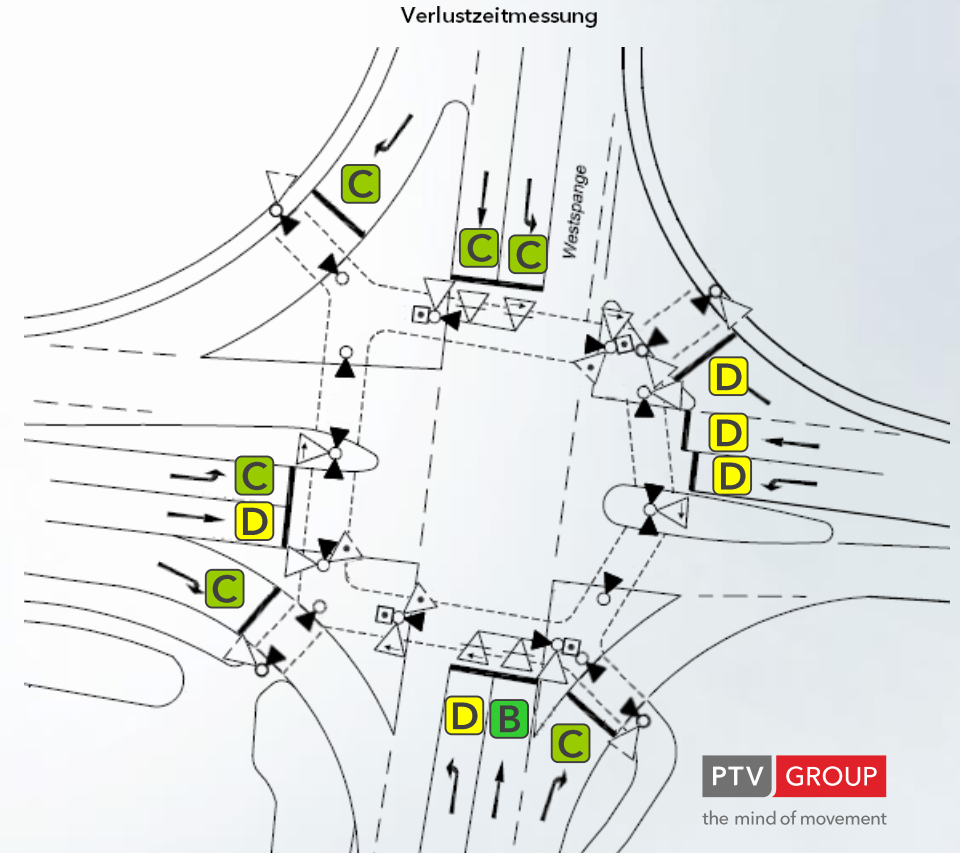 Verlustzeitmessung
C
Westspange
C
C
D
D
C
D
D
C
D
B
C
PTV GROUP
the mind of movement